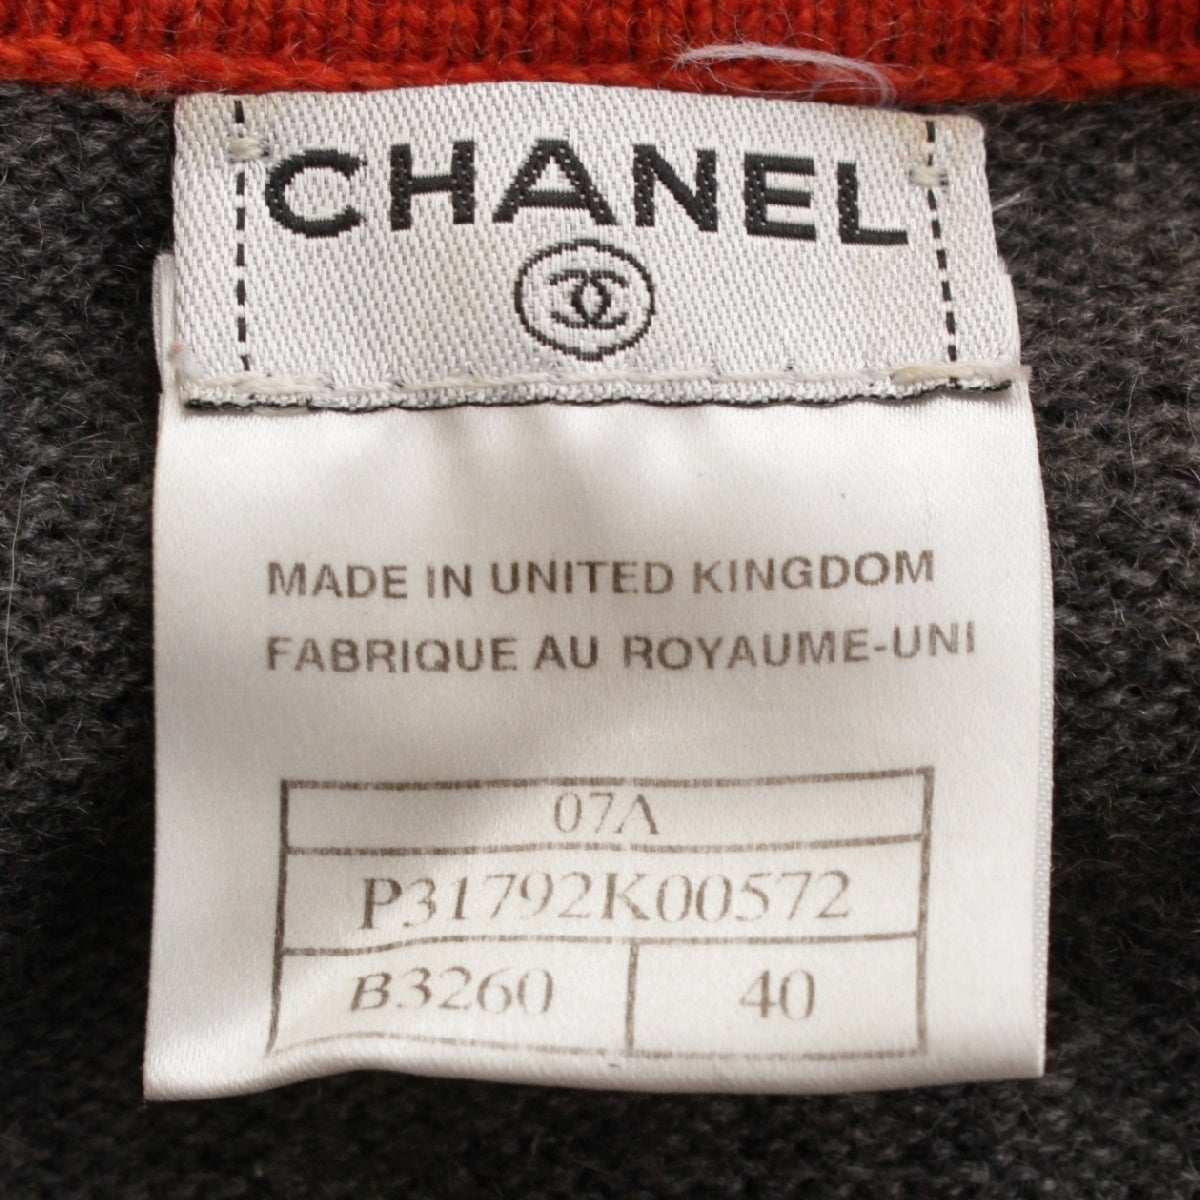 CHANEL
MADE IN UNITED KINGDOM
FABRIQUE AU ROYAUME-UNI
07A
P31792K00572
B3260 40